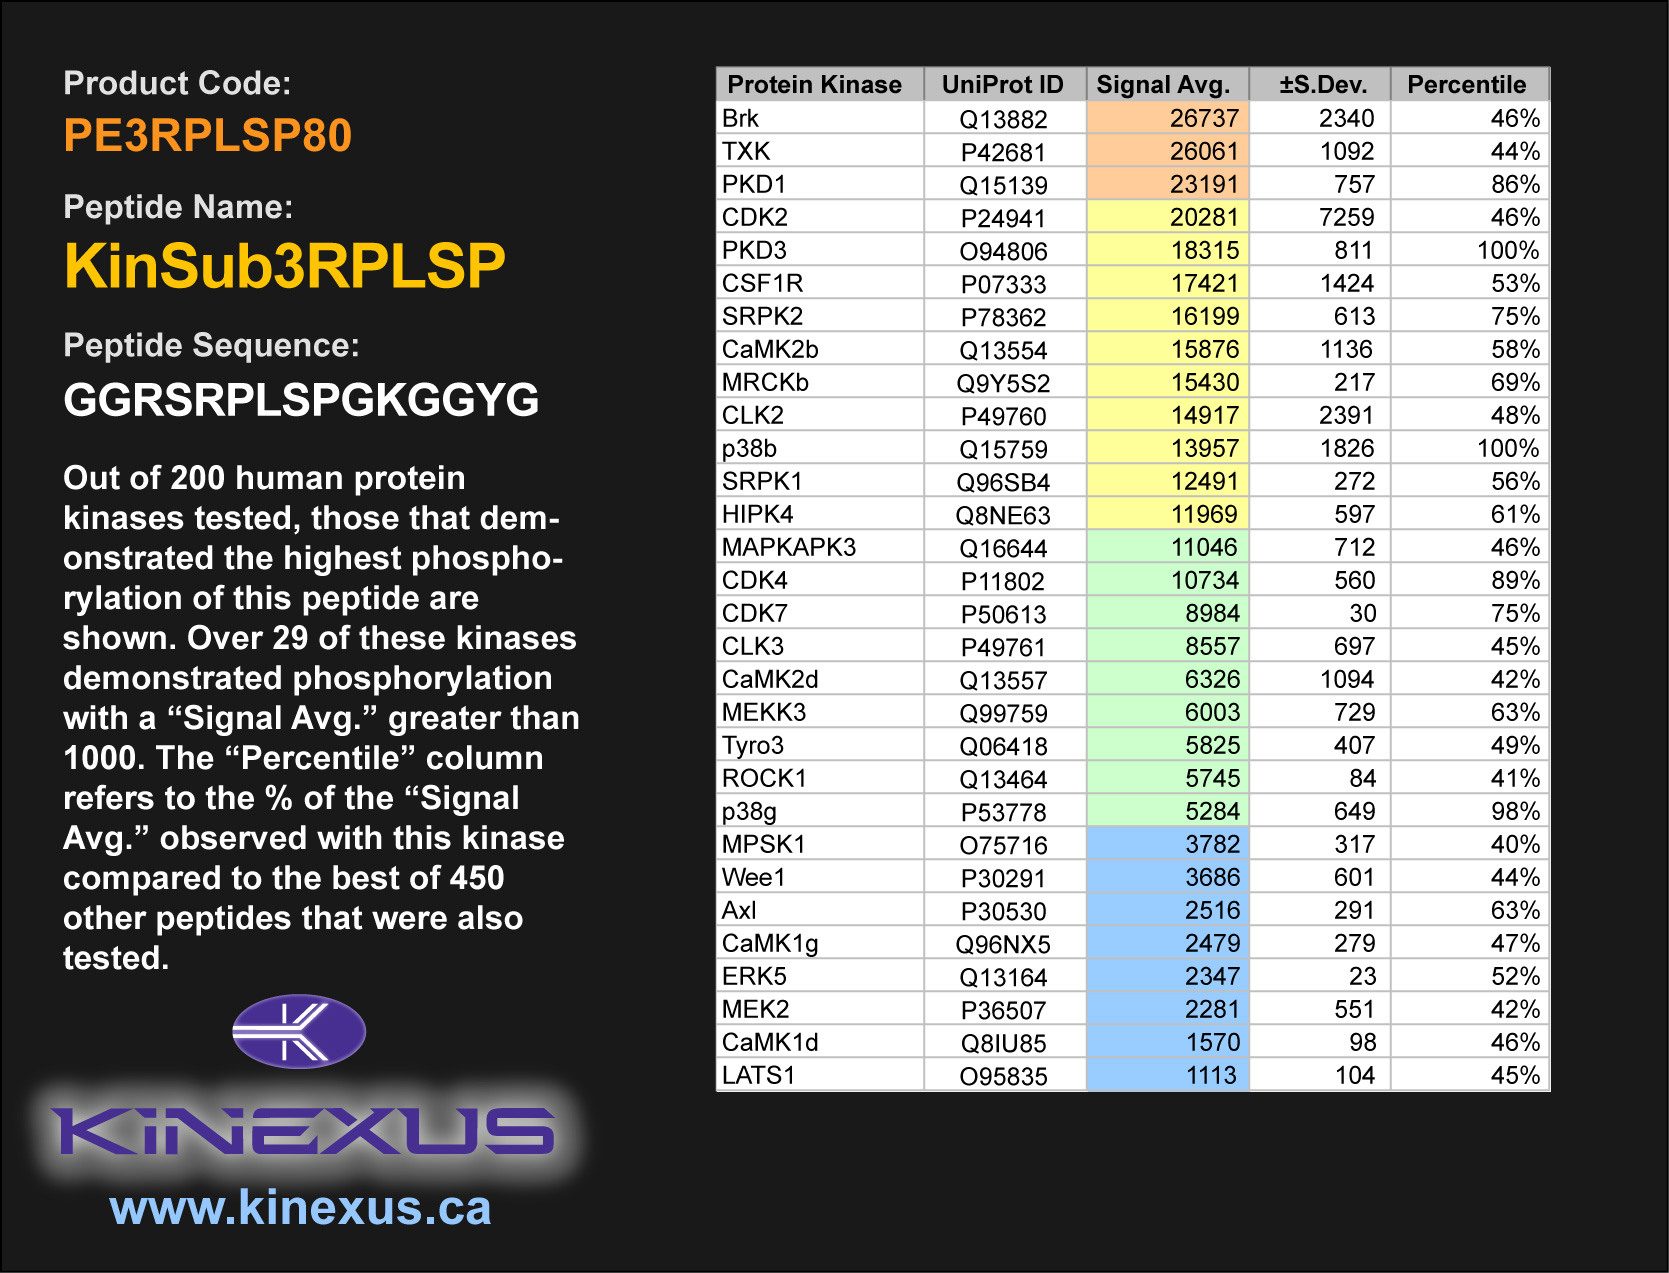 Product Code:
PE3RPLSP80
Peptide Name:
KinSub3RPLSP
Peptide Sequence:
GGRSRPLSPGKGGYG
Out of 200 human protein
kinases tested, those that dem-
onstrated the highest phospho-
rylation of this peptide are
shown. Over 29 of these kinases
demonstrated phosphorylation
with a “Signal Avg.” greater than
1000. The “Percentile” column
refers to the % of the “Signal
Avg.” observed with this kinase
compared to the best of 450
other peptides that were also
tested.
KiNEXUS
www.kinexus.ca
Protein Kinase UniProt ID Signal Avg. ±S.Dev. Percentile
Brk Q13882 26737 2340 46%
TXK P42681 26061 1092 44%
PKD1 Q15139 23191 757 86%
CDK2 P24941 20281 7259 46%
PKD3 O94806 18315 811 100%
CSF1R P07333 17421 1424 53%
SRPK2 P78362 16199 613 75%
CaMK2b Q13554 15876 1136 58%
MRCKb Q9Y5S2 15430 217 69%
CLK2 P49760 14917 2391 48%
p38b Q15759 13957 1826 100%
SRPK1 Q96SB4 12491 272 56%
HIPK4 Q8NE63 11969 597 61%
MAPKAPK3 Q16644 11046 712 46%
CDK4 P11802 10734 560 89%
CDK7 P50613 8984 30 75%
CLK3 P49761 8557 697 45%
CaMK2d Q13557 6326 1094 42%
MEKK3 Q99759 6003 729 63%
Tyro3 Q06418 5825 407 49%
ROCK1 Q13464 5745 84 41%
p38g P53778 5284 649 98%
MPSK1 O75716 3782 317 40%
Wee1 P30291 3686 601 44%
Axl P30530 2516 291 63%
CaMK1g Q96NX5 2479 279 47%
ERK5 Q13164 2347 23 52%
MEK2 P36507 2281 551 42%
CaMK1d Q8IU85 1570 98 46%
LATS1 O95835 1113 104 45%